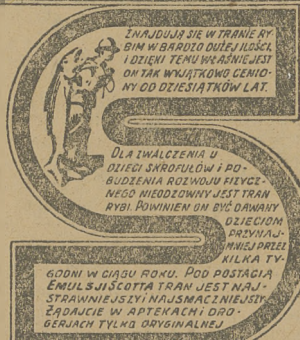 ZNAJDUJĄ SIĘ W TRANIE RY-
BIM W BARDZO DUŻEJ ILOŚCI,
I DZIĘKI TEMU WŁAŚNIE JEST
ON TAK WYJĄTKOWO CENIO-
NY OD DZIESIĄTKÓW LAT.
DLA ZWALCZENIA U
DZIECI SKROFUŁÓW I PO-
BUDZENIA ROZWOJU FIZYCZ-
NEGO NIEODZOWNY JEST TRAN
RYBI. POWINIEN ON BYĆ DAWANY
DZIECIOM
PRZYNAJ-
MNIEJ PRZEZ
KILKA TY-
GODNI W CIĄGU ROKU. POD POSTACIĄ
EMULSJI SCOTTA TRAN JEST NAJ-
STRAWNIEJSZY I NAJSMACZNIEJSZY.
ŻĄDAJCIE W APTEKACH I DRO-
GERJACH TYLKO ORYGINALNEJ